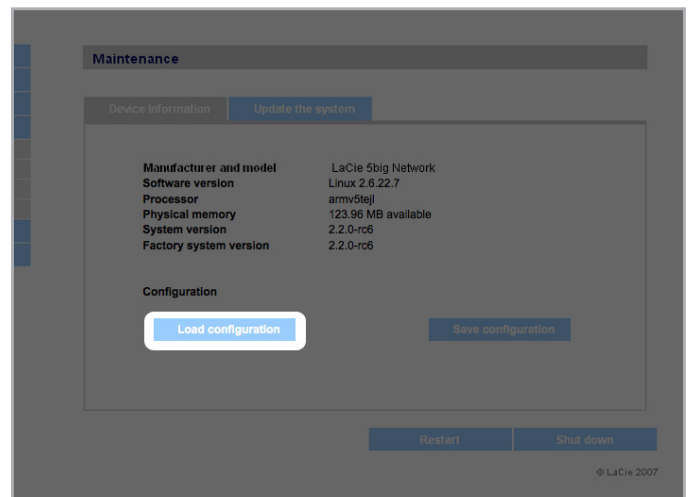 Maintenance
Device Information Update the system
Manufacturer and model LaCie 5big Network
Software version Linux 2.6.22.7
Processor armv5tejl
Physical memory 123.96 MB available
System version 2.2.0-rc6
Factory system version 2.2.0-rc6
Configuration
Load configuration Save configuration
Restart Shut down
© LaCie 2007